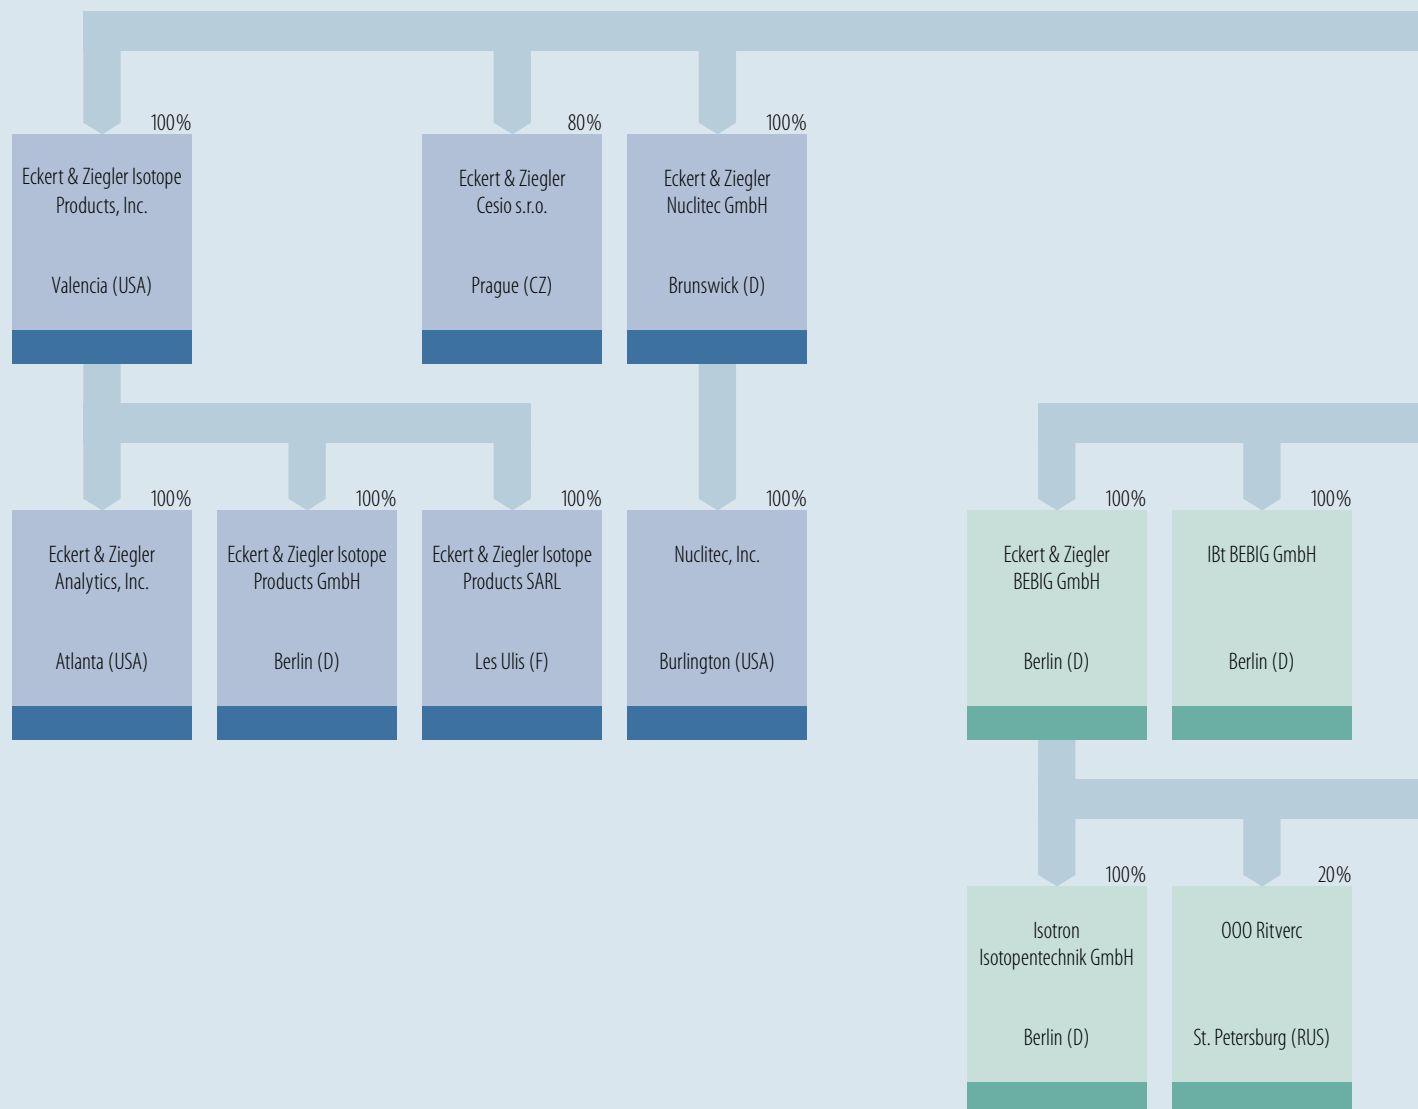 100%
Eckert & Ziegler Isotope
Products, Inc.
Valencia (USA)
80%
Eckert & Ziegler
Cesio s.r.o.
Prague (CZ)
100%
Eckert & Ziegler
Nuclitec GmbH
Brunswick (D)
100%
Eckert & Ziegler
Analytics, Inc.
Atlanta (USA)
100%
Eckert & Ziegler Isotope
Products GmbH
Berlin (D)
100%
Eckert & Ziegler Isotope
Products SARL
Les Ulis (F)
100%
Nuclitec, Inc.
Burlington (USA)
100%
Eckert & Ziegler
BEBIG GmbH
Berlin (D)
100%
IBt BEBIG GmbH
Berlin (D)
100%
Isotron
Isotopentechnik GmbH
Berlin (D)
20%
OOO Ritverc
St. Petersburg (RUS)